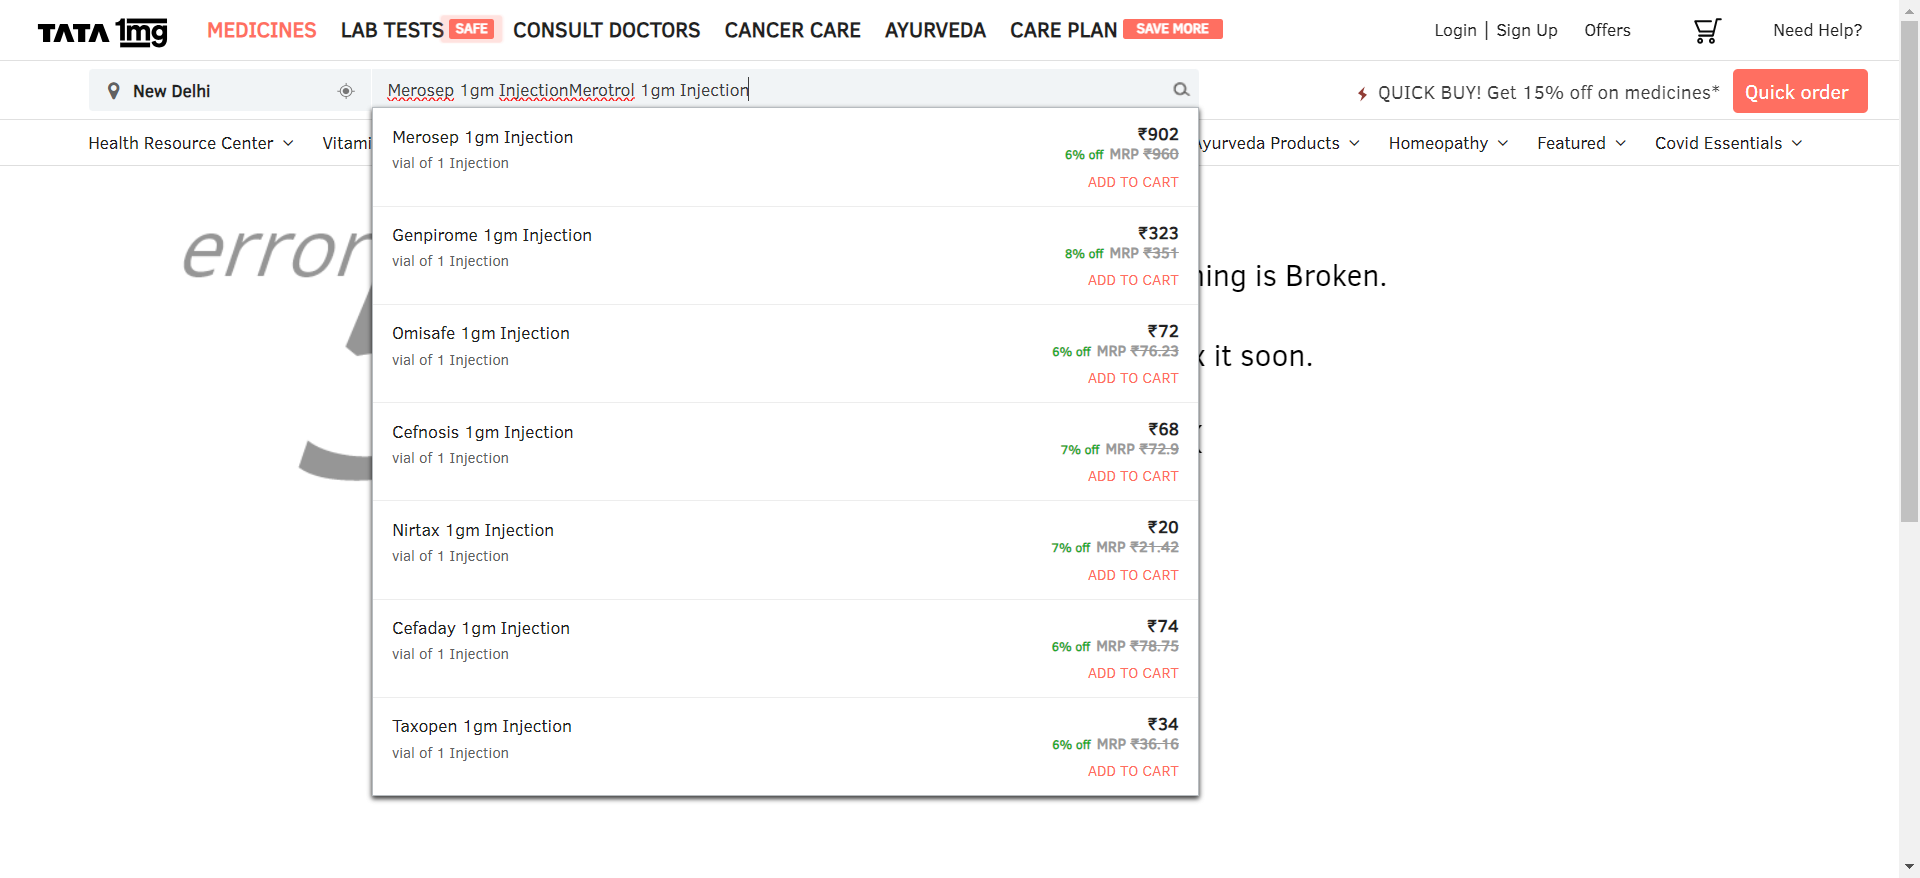 TATA 1mg MEDICINES LAB TESTS SAFE CONSULT DOCTORS CANCER CARE AYURVEDA CARE PLAN SAVE MORE Login | Sign Up Offers Need Help?
New Delhi Merosep 1gm InjectionMerotrol 1gm Injection QUICK BUY! Get 15% off on medicines* Quick order
Health Resource Center Vitami yurveda Products Homeopathy Featured Covid Essentials
error
ing is Broken.
it soon.
Merosep 1gm Injection ₹902
vial of 1 Injection 6% off MRP ₹960
ADD TO CART
Genpirome 1gm Injection ₹323
vial of 1 Injection 8% off MRP ₹351
ADD TO CART
Omisafe 1gm Injection ₹72
vial of 1 Injection 6% off MRP ₹76.23
ADD TO CART
Cefnosis 1gm Injection ₹68
vial of 1 Injection 7% off MRP ₹72.9
ADD TO CART
Nirtax 1gm Injection ₹20
vial of 1 Injection 7% off MRP ₹21.42
ADD TO CART
Cefaday 1gm Injection ₹74
vial of 1 Injection 6% off MRP ₹78.75
ADD TO CART
Taxopen 1gm Injection ₹34
vial of 1 Injection 6% off MRP ₹36.16
ADD TO CART